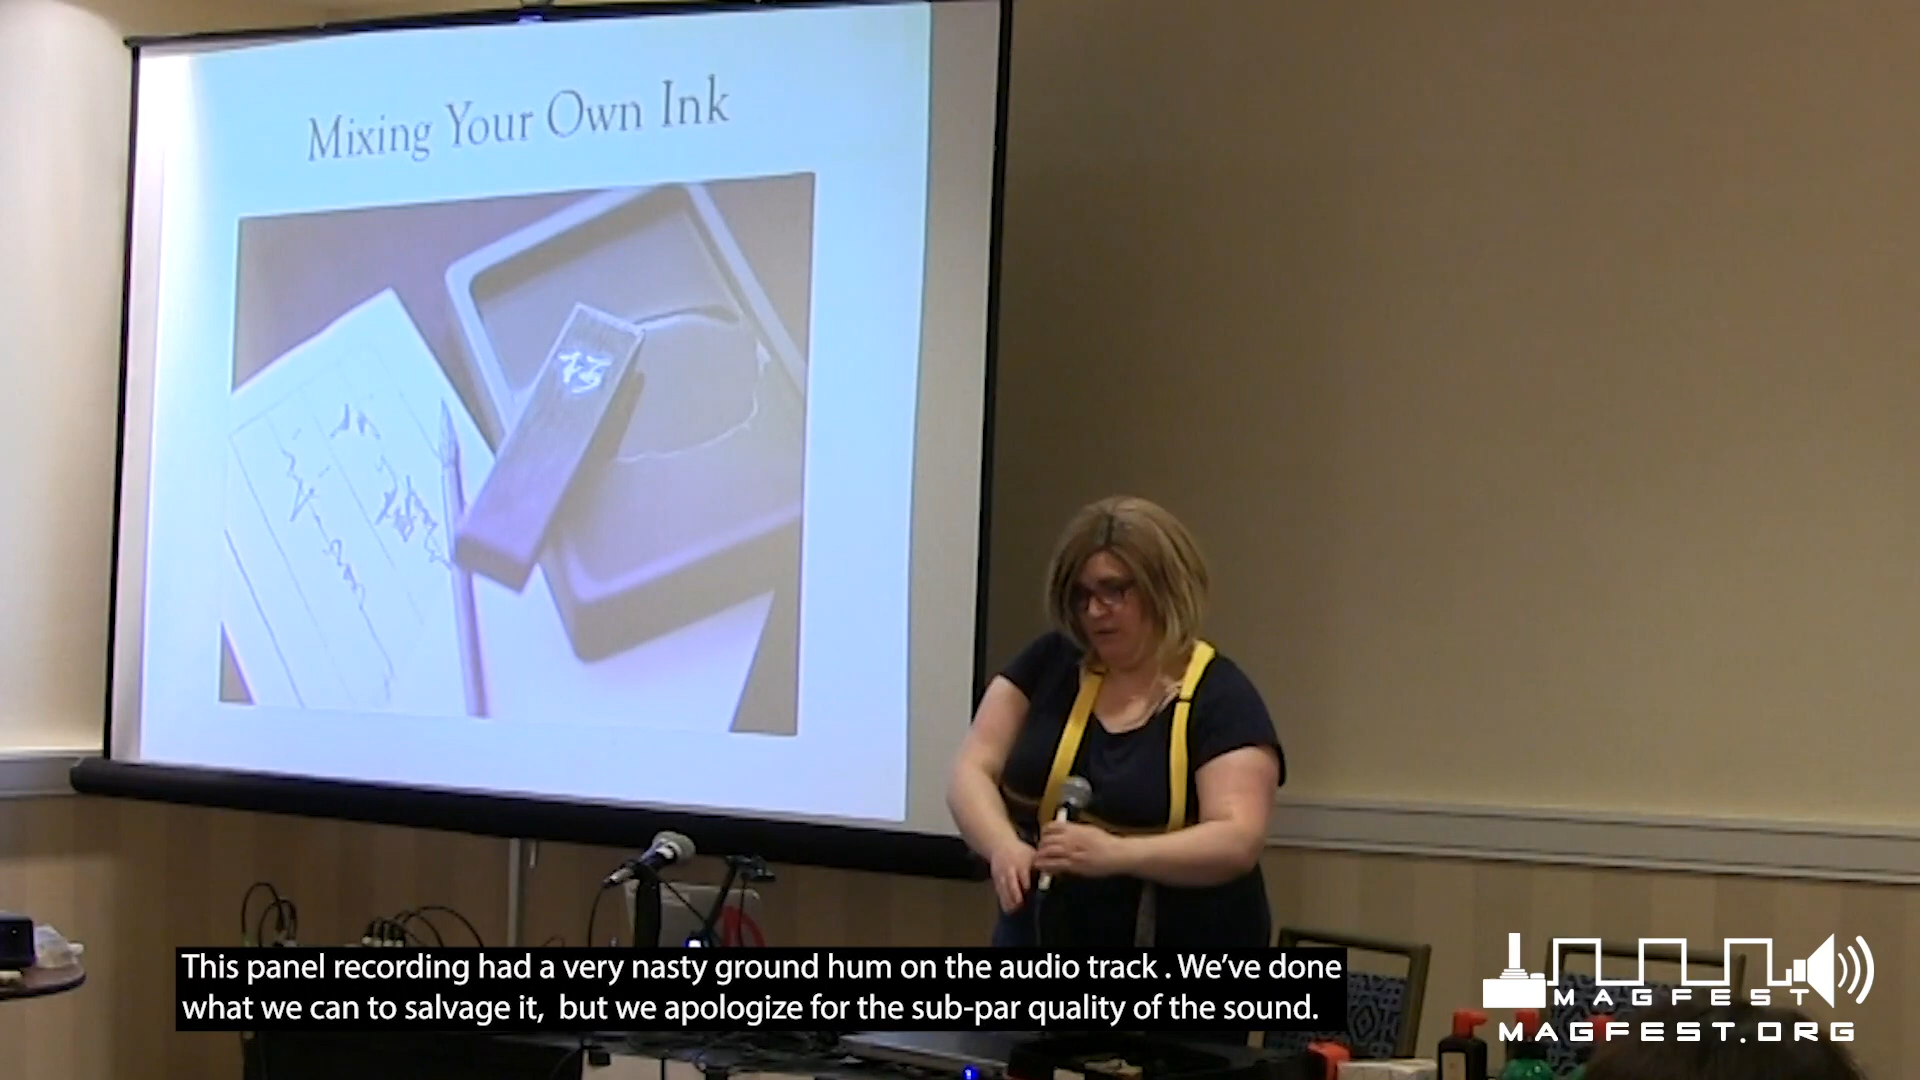 Mixing Your Own Ink
This panel recording had a very nasty ground hum on the audio track . We've done
what we can to salvage it,  but we apologize for the sub-par quality of the sound.
MAGFEST
MAGFEST.ORG